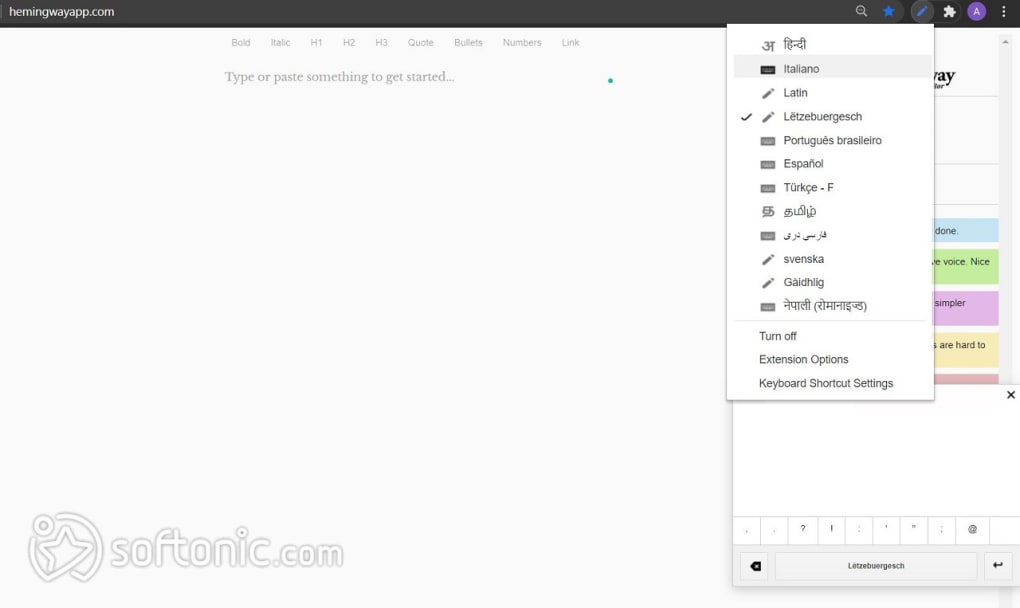 hemingwayapp.com
A
Bold Italic H1 H2 H3 Quote Bullets Numbers Link
Type or paste something to get started...
अ हिन्दी
Italiano
Latin
Lëtzebuergesch
Português brasileiro
Español
Türkçe - F
த தமிழ்
فارسی دری
svenska
Gàidhlig
नेपाली (रोमानाइज्ड)
Turn off
Extension Options
Keyboard Shortcut Settings
done.
voice. Nice
simpler
are hard to
, . ? ! : ' " ; @
Lëtzebuergesch
softonic.com